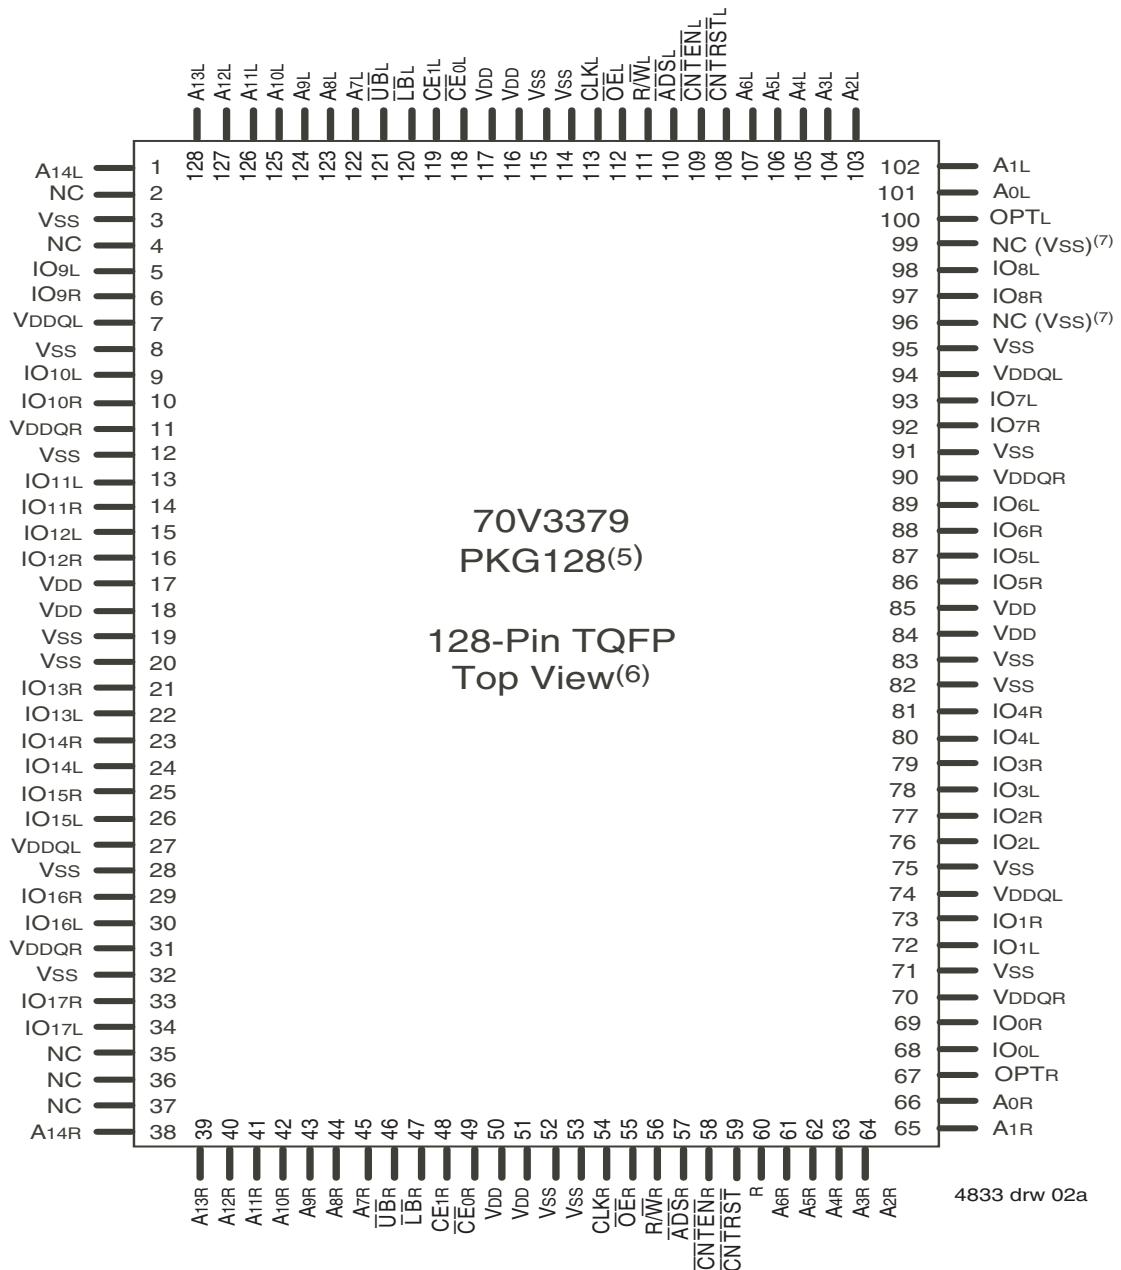 A13L A12L A11L A10L A9L A8L A7L UBL LBL CE1L CE0L VDD VDD VSS VSS CLKL OEL R/WL ADSL CNTENL CNTRSTL A6L A5L A4L A3L A2L
128 127 126 125 124 123 122 121 120 119 118 117 116 115 114 113 112 111 110 109 108 107 106 105 104 103
A14L 1 102 A1L
NC 2 101 A0L
VSS 3 100 OPTL
NC 4 99 NC (VSS)(7)
IO9L 5 98 IO8L
IO9R 6 97 IO8R
VDDQL 7 96 NC (VSS)(7)
VSS 8 95 VSS
IO10L 9 94 VDDQL
IO10R 10 93 IO7L
VDDQR 11 92 IO7R
VSS 12 91 VSS
IO11L 13 90 VDDQR
IO11R 14 89 IO6L
IO12L 15 88 IO6R
IO12R 16 87 IO5L
VDD 17 86 IO5R
VDD 18 85 VDD
VSS 19 84 VDD
VSS 20 83 VSS
IO13R 21 82 VSS
IO13L 22 81 IO4R
IO14R 23 80 IO4L
IO14L 24 79 IO3R
IO15R 25 78 IO3L
IO15L 26 77 IO2R
VDDQL 27 76 IO2L
VSS 28 75 VSS
IO16R 29 74 VDDQL
IO16L 30 73 IO1R
VDDQR 31 72 IO1L
VSS 32 71 VSS
IO17R 33 70 VDDQR
IO17L 34 69 IO0R
NC 35 68 IO0L
NC 36 67 OPTR
NC 37 66 A0R
A14R 38 65 A1R
70V3379
PKG128(5)
128-Pin TQFP
Top View(6)
39 40 41 42 43 44 45 46 47 48 49 50 51 52 53 54 55 56 57 58 59 60 61 62 63 64
A13R A12R A11R A10R A9R A8R A7R UBR LBR CE1R CE0R VDD VDD VSS VSS CLKR OER R/WR ADSR CNTENR CNTRST R A6R A5R A4R A3R A2R
4833 drw 02a